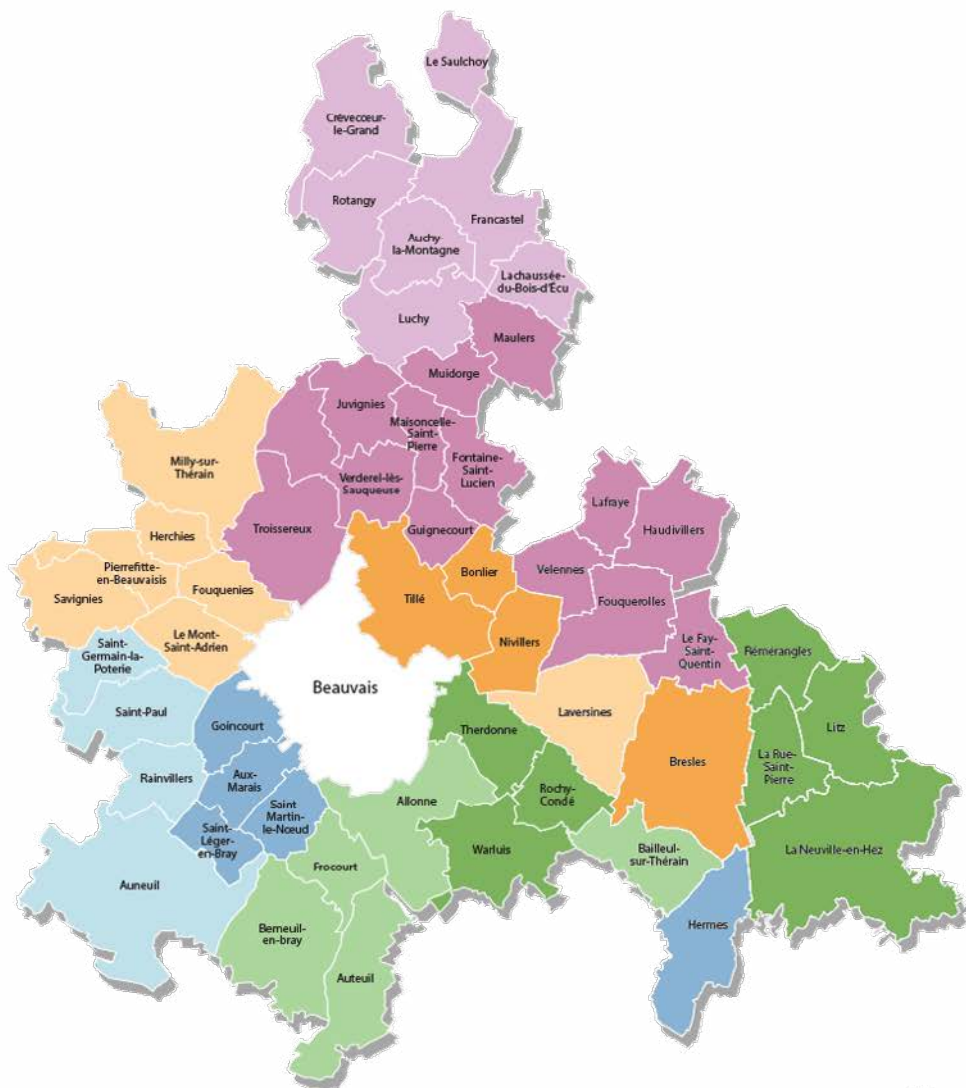 Le Saulchoy
Crèvecœur-
le-Grand
Rotangy
Francastel
Auchy-
la-Montagne
Lachaussée-
du-Bois-d'Écu
Luchy
Maulers
Muidorge
Juvignies
Maisoncelle-
Saint-
Pierre
Fontaine-
Saint-
Lucien
Milly-sur-
Thérain
Verderel-lès-
Sauqueuse
Lafraye
Troissereux
Guignecourt
Haudivillers
Herchies
Bonlier
Velennes
Pierrefitte-
en-Beauvaisis
Fouquenies
Savignies
Tillé
Fouquerolles
Le Mont-
Saint-Adrien
Nivillers
Le Fay-
Saint-
Quentin
Saint-
Germain-la-
Poterie
Rémérangles
Beauvais
Saint-Paul
Laversines
Goincourt
Therdonne
Litz
La Rue-
Saint-
Pierre
Bresles
Rainvillers
Aux-
Marais
Rochy-
Condé
Allonne
Saint
Martin-
le-Nœud
Saint-
Léger-
en-Bray
Warluis
Bailleul-
sur-Thérain
La Neuville-en-Hez
Frocourt
Auneuil
Hermes
Berneuil-
en-bray
Auteuil